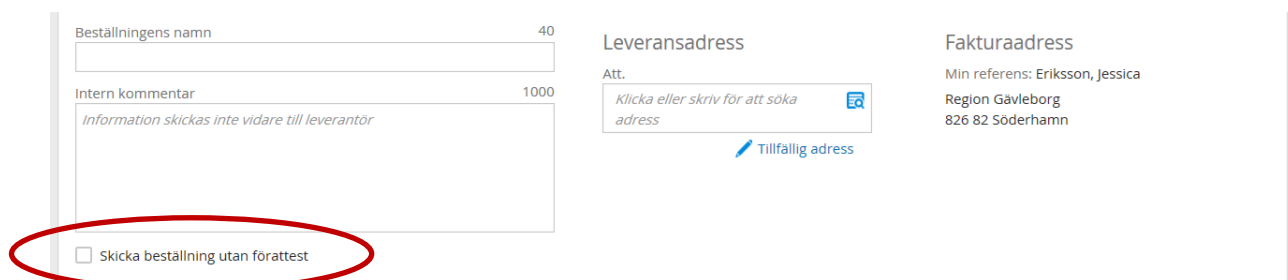 Beställningens namn 40
Intern kommentar 1000
Information skickas inte vidare till leverantör
Skicka beställning utan förattest
Leveransadress
Att.
Klicka eller skriv för att söka
adress
Tillfällig adress
Fakturaadress
Min referens: Eriksson, Jessica
Region Gävleborg
826 82 Söderhamn